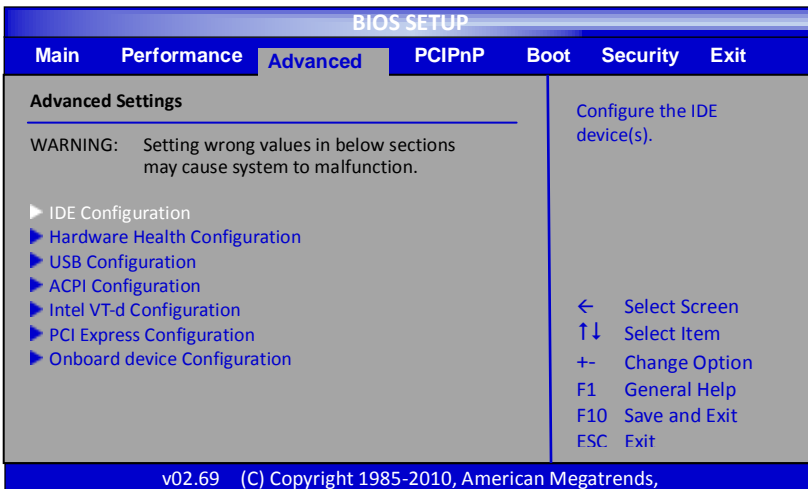 BIOS SETUP
Main Performance Advanced PCIPnP Boot Security Exit
Advanced Settings
WARNING: Setting wrong values in below sections
may cause system to malfunction.
▶ IDE Configuration
▶ Hardware Health Configuration
▶ USB Configuration
▶ ACPI Configuration
▶ Intel VT-d Configuration
▶ PCI Express Configuration
▶ Onboard device Configuration
Configure the IDE
device(s).
← Select Screen
↑↓ Select Item
+- Change Option
F1 General Help
F10 Save and Exit
ESC Exit
v02.69 (C) Copyright 1985-2010, American Megatrends,